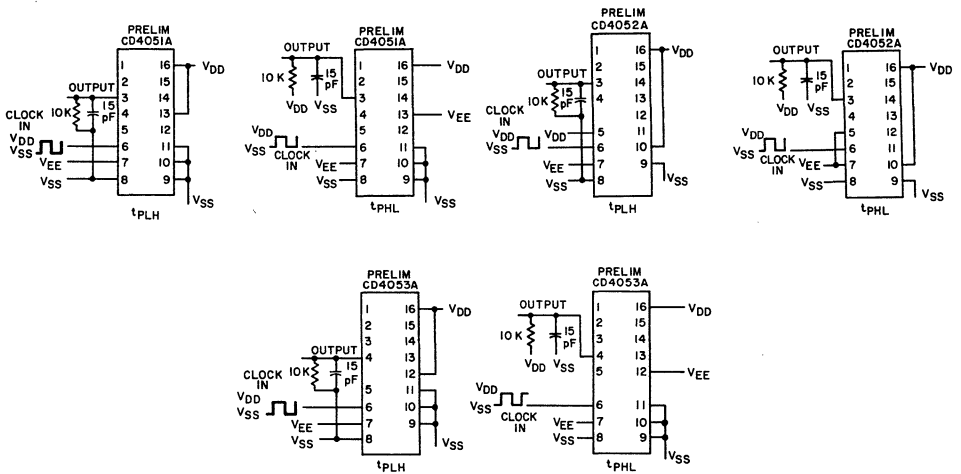 PRELIM
CD4051A
OUTPUT
10K
15
pF
CLOCK
IN
VDD
VSS
VEE
VSS
1 16 VDD
2 15
3 14
4 13
5 12
6 11
7 10
8 9
VSS
tPLH
PRELIM
CD4051A
OUTPUT
10 K
15
pF
VDD VSS
VDD
VSS
CLOCK
IN
VEE
VSS
1 16 VDD
2 15
3 14
4 13 VEE
5 12
6 11
7 10
8 9
VSS
tPHL
PRELIM
CD4052A
OUTPUT
10K
15
pF
CLOCK
IN
VDD
VSS
VDD
VEE
VSS
1 16 VDD
2 15
3 14
4 13
5 12
6 11
7 10
8 9
VSS
tPLH
PRELIM
CD4052A
OUTPUT
10 K
15
pF
VDD VSS
VDD
VSS
CLOCK
IN
VEE
VSS
1 16 VDD
2 15
3 14
4 13
5 12
6 11
7 10
8 9
VSS
tPHL
PRELIM
CD4053A
OUTPUT
10K
15
pF
CLOCK
IN
VDD
VSS
VEE
VSS
1 16 VDD
2 15
3 14
4 13
5 12
6 11
7 10
8 9
VSS
tPLH
PRELIM
CD4053A
OUTPUT
10 K
15
pF
VDD VSS
VDD
VSS
CLOCK
IN
VEE
VSS
1 16 VDD
2 15
3 14
4 13
5 12 VEE
6 11
7 10
8 9
VSS
tPHL